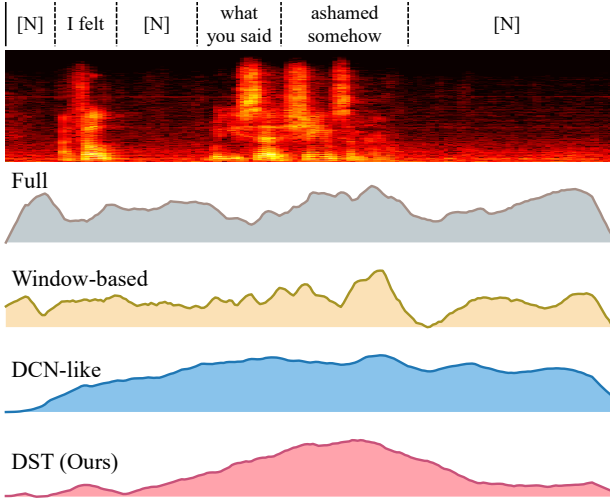 [N]
I felt
[N]
what
you said
ashamed
somehow
[N]
Full
Window-based
DCN-like
DST (Ours)